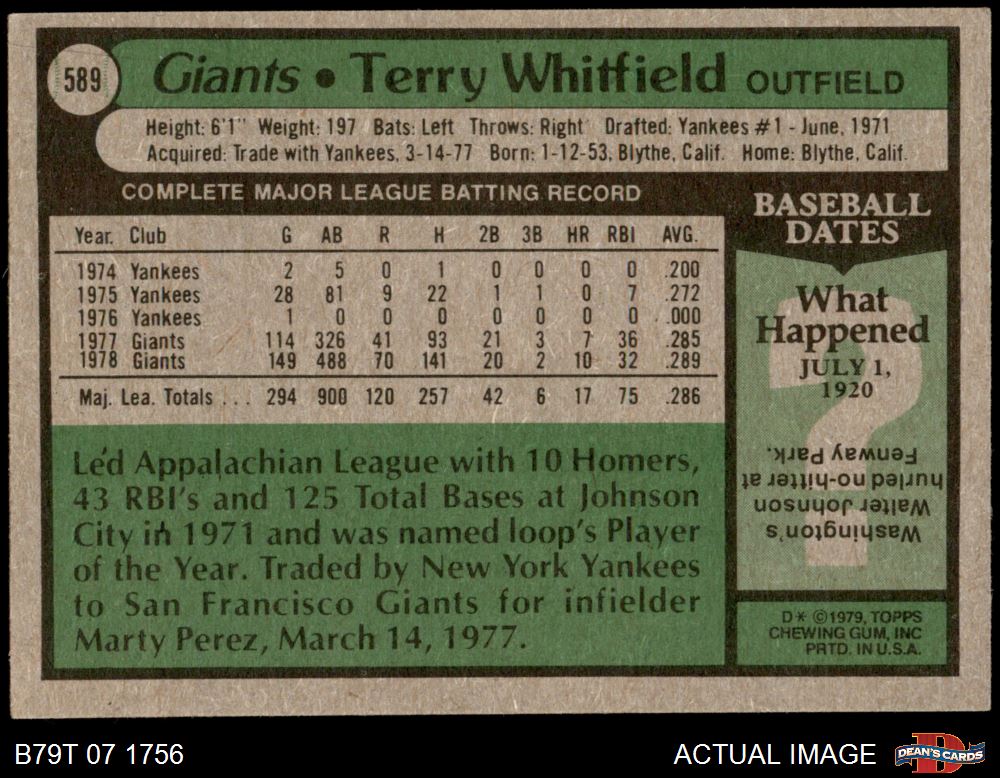 589
Giants • Terry Whitfield OUTFIELD
Height: 6'1" Weight: 197 Bats: Left Throws: Right Drafted: Yankees #1 - June, 1971
Acquired: Trade with Yankees, 3-14-77 Born: 1-12-53, Blythe, Calif. Home: Blythe, Calif.
COMPLETE MAJOR LEAGUE BATTING RECORD
Year. Club G AB R H 2B 3B HR RBI AVG.
1974 Yankees 2 5 0 1 0 0 0 0 .200
1975 Yankees 28 81 9 22 1 1 0 7 .272
1976 Yankees 1 0 0 0 0 0 0 0 .000
1977 Giants 114 326 41 93 21 3 7 36 .285
1978 Giants 149 488 70 141 20 2 10 32 .289
Maj. Lea. Totals . . . 294 900 120 257 42 6 17 75 .286
Led Appalachian League with 10 Homers,
43 RBI's and 125 Total Bases at Johnson
City in 1971 and was named loop's Player
of the Year. Traded by New York Yankees
to San Francisco Giants for infielder
Marty Perez, March 14, 1977.
BASEBALL
DATES
What
Happened
JULY 1,
1920
Washington's
Walter Johnson
hurled no-hitter at
Fenway Park.
D* ©1979, TOPPS
CHEWING GUM, INC
PRTD. IN U.S.A.
B79T 07 1756
ACTUAL IMAGE
DEAN'S CARDS